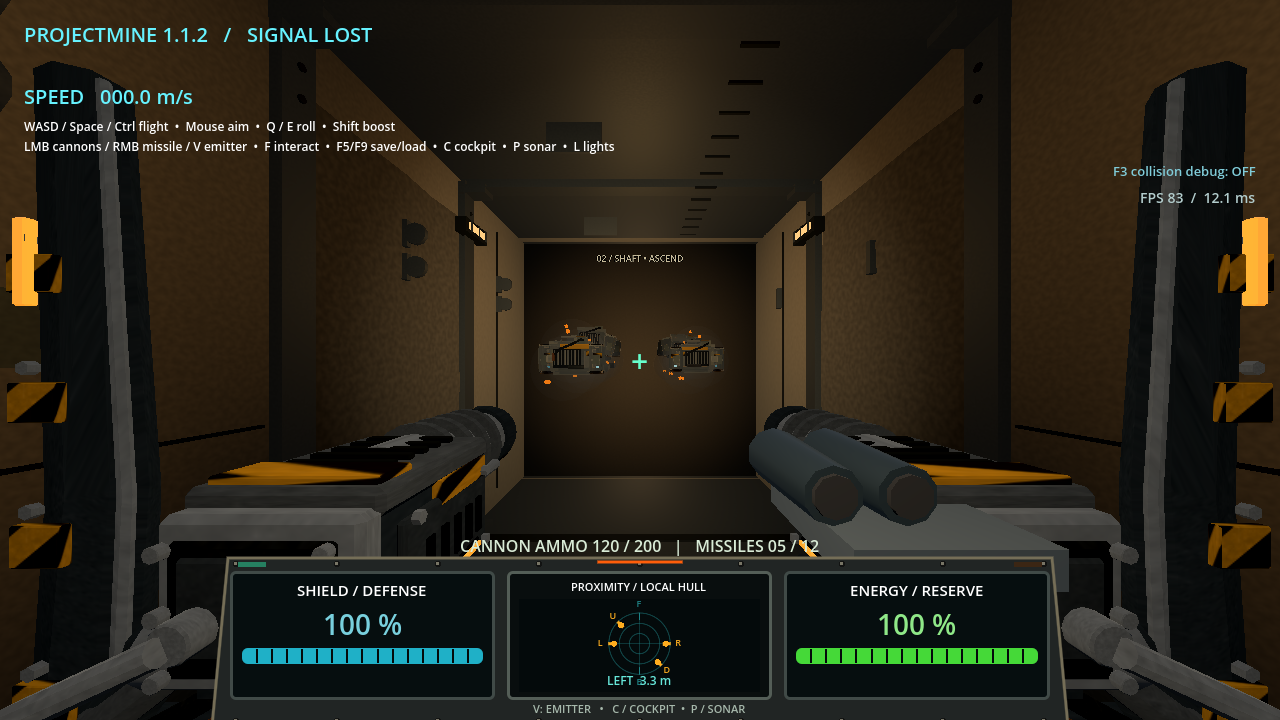 PROJECTMINE 1.1.2 / SIGNAL LOST
SPEED 000.0 m/s
WASD / Space / Ctrl flight • Mouse aim • Q / E roll • Shift boost
LMB cannons / RMB missile / V emitter • F interact • F5/F9 save/load • C cockpit • P sonar • L lights
F3 collision debug: OFF
FPS 83 / 12.1 ms
02 / SHAFT • ASCEND
CANNON AMMO 120 / 200 | MISSILES 05 / 12
SHIELD / DEFENSE
100 %
PROXIMITY / LOCAL HULL
F
U
L R
D
LEFT 3.3 m
ENERGY / RESERVE
100 %
V: EMITTER • C / COCKPIT • P / SONAR